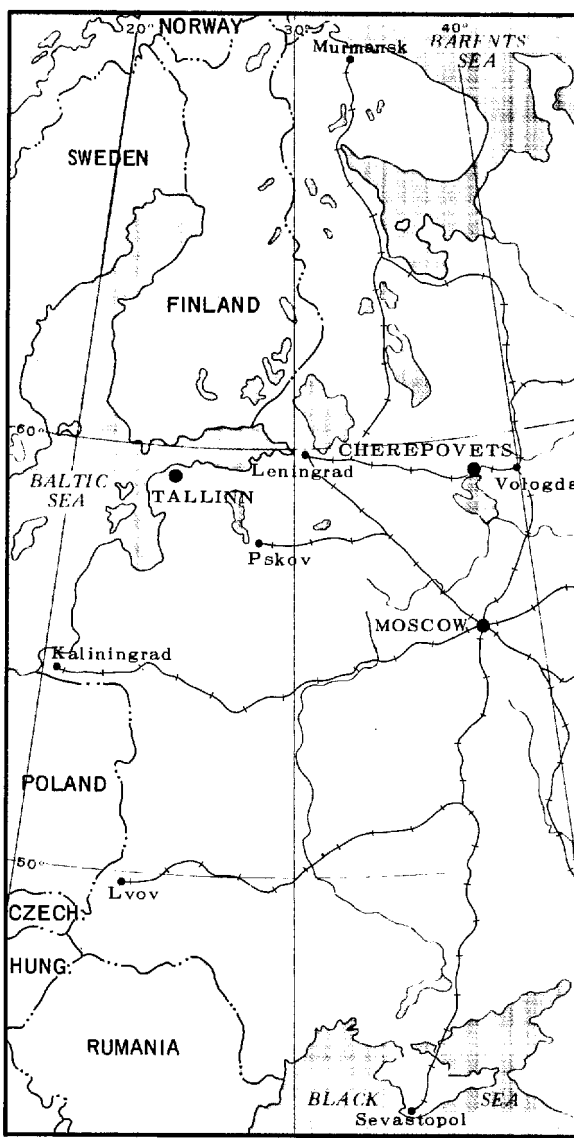 20°
NORWAY
30°
40°
Murmansk
BARENTS
SEA
SWEDEN
FINLAND
60°
CHEREPOVETS
Leningrad
BALTIC
SEA
TALLINN
Vologda
Pskov
MOSCOW
Kaliningrad
POLAND
50°
Lvov
CZECH.
HUNG.
RUMANIA
BLACK
SEA
Sevastopol